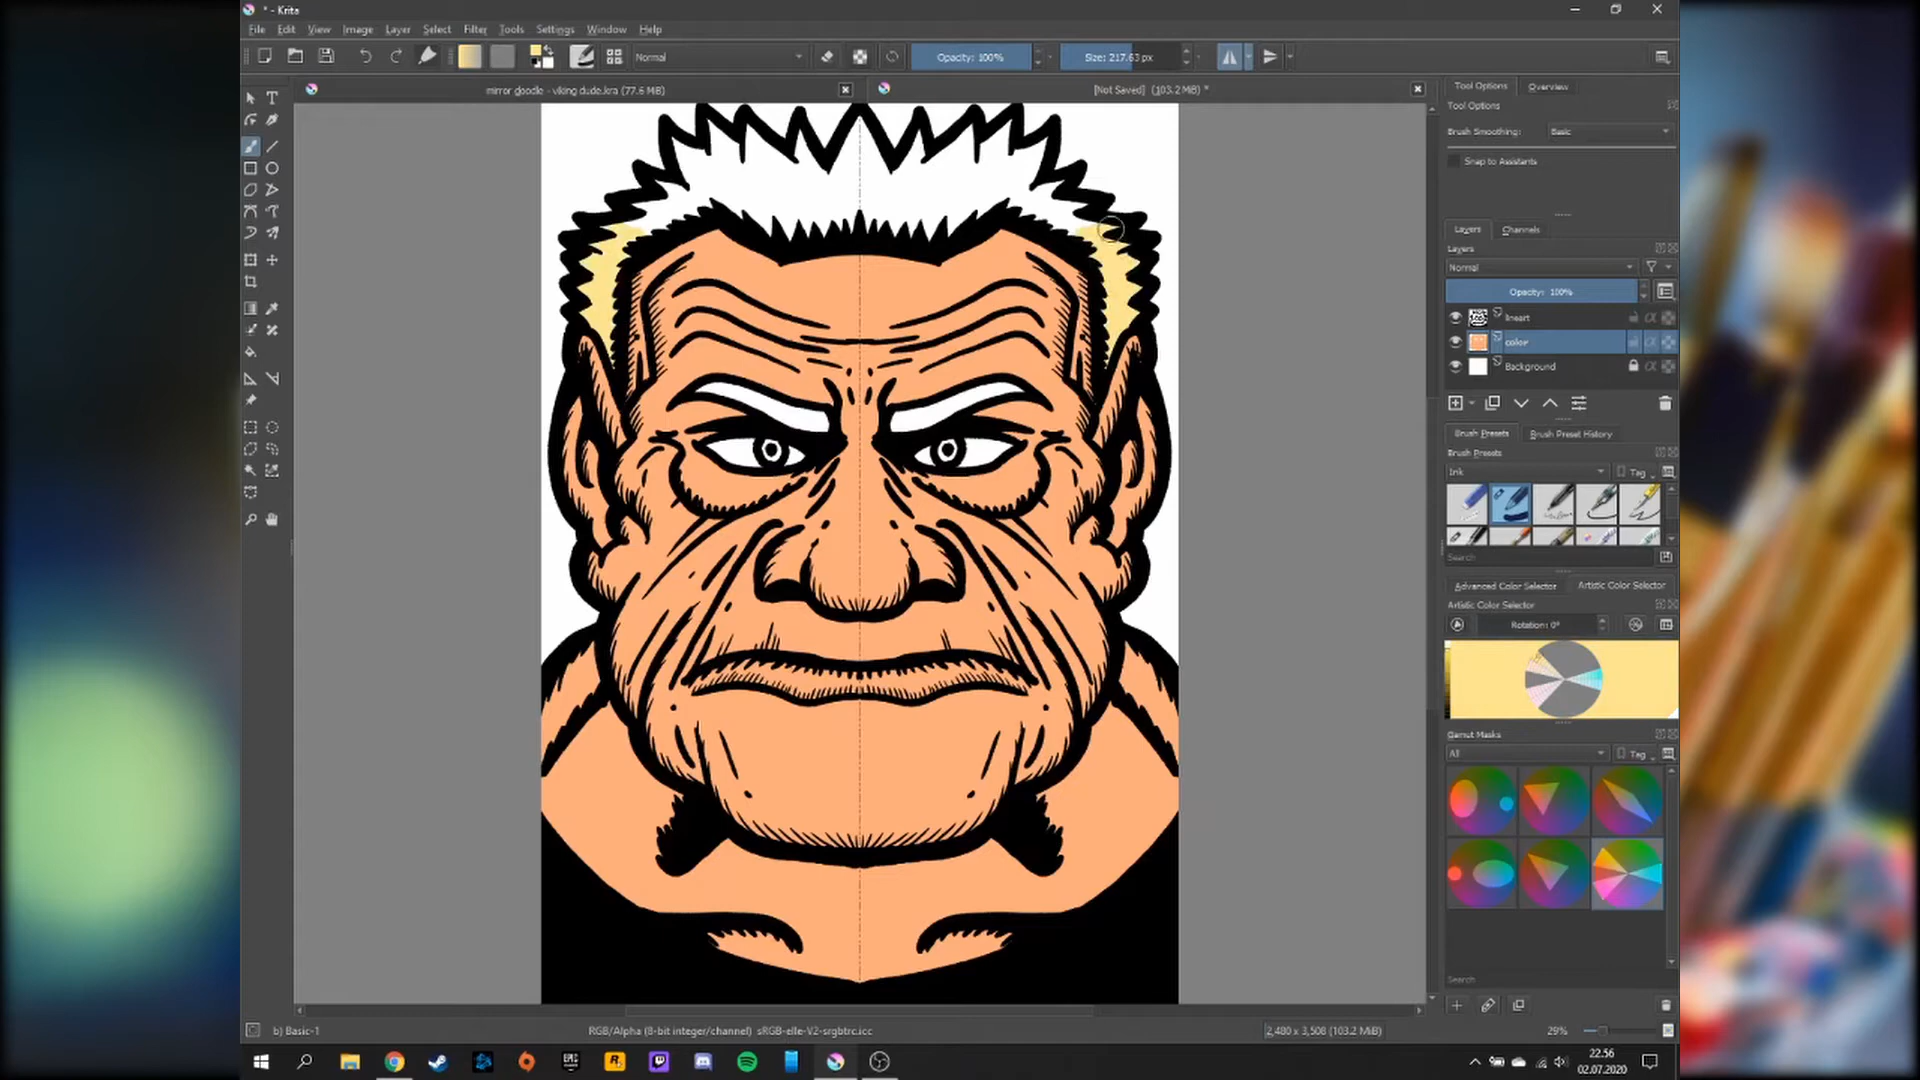 * - Krita
File Edit View Image Layer Select Filter Tools Settings Window Help
Normal Opacity: 100% Size: 217.63 px
mirror doodle - viking dude.kra (77.6 MiB) [Not Saved] (103.2 MiB) *
Tool Options Overview
Tool Options
Brush Smoothing: Basic
Snap to Assistants
Layers Channels
Layers
Normal
Opacity: 100%
lineart
color
Background
Brush Presets Brush Preset History
Brush Presets
Ink Tag
Search
Advanced Color Selector Artistic Color Selector
Artistic Color Selector
Rotation: 0°
Gamut Masks
All Tag
Search
b) Basic-1 RGB/Alpha (8-bit integer/channel) sRGB-elle-V2-srgbtrc.icc 2,480 x 3,508 (103.2 MiB) 29%
EPIC
R
22.56
02.07.2020